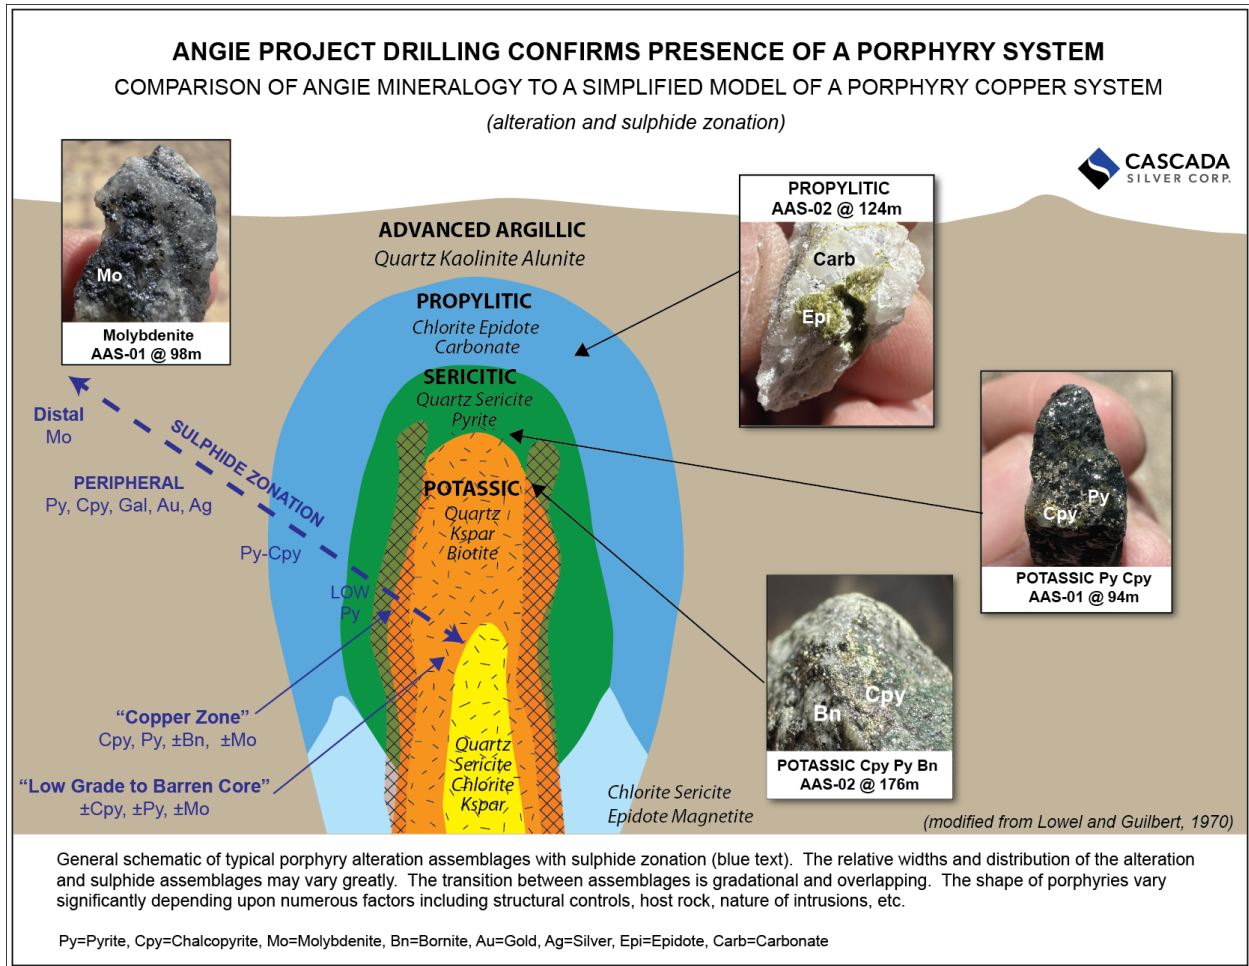 ANGIE PROJECT DRILLING CONFIRMS PRESENCE OF A PORPHYRY SYSTEM
COMPARISON OF ANGIE MINERALOGY TO A SIMPLIFIED MODEL OF A PORPHYRY COPPER SYSTEM
(alteration and sulphide zonation)
CASCADA
SILVER CORP.
Mo
Molybdenite
AAS-01 @ 98m
ADVANCED ARGILLIC
Quartz Kaolinite Alunite
PROPYLITIC
AAS-02 @ 124m
Carb
Epi
PROPYLITIC
Chlorite Epidote
Carbonate
SERICITIC
Quartz Sericite
Pyrite
POTASSIC
Quartz
Kspar
Biotite
Cpy
Py
POTASSIC Py Cpy
AAS-01 @ 94m
Distal
Mo
SULPHIDE ZONATION
PERIPHERAL
Py, Cpy, Gal, Au, Ag
Py-Cpy
LOW
Py
"Copper Zone"
Cpy, Py, ±Bn, ±Mo
"Low Grade to Barren Core"
±Cpy, ±Py, ±Mo
Quartz
Sericite
Chlorite
Kspar
Cpy
Bn
POTASSIC Cpy Py Bn
AAS-02 @ 176m
Chlorite Sericite
Epidote Magnetite
(modified from Lowel and Guilbert, 1970)
General schematic of typical porphyry alteration assemblages with sulphide zonation (blue text). The relative widths and distribution of the alteration
and sulphide assemblages may vary greatly. The transition between assemblages is gradational and overlapping. The shape of porphyries vary
significantly depending upon numerous factors including structural controls, host rock, nature of intrusions, etc.
Py=Pyrite, Cpy=Chalcopyrite, Mo=Molybdenite, Bn=Bornite, Au=Gold, Ag=Silver, Epi=Epidote, Carb=Carbonate